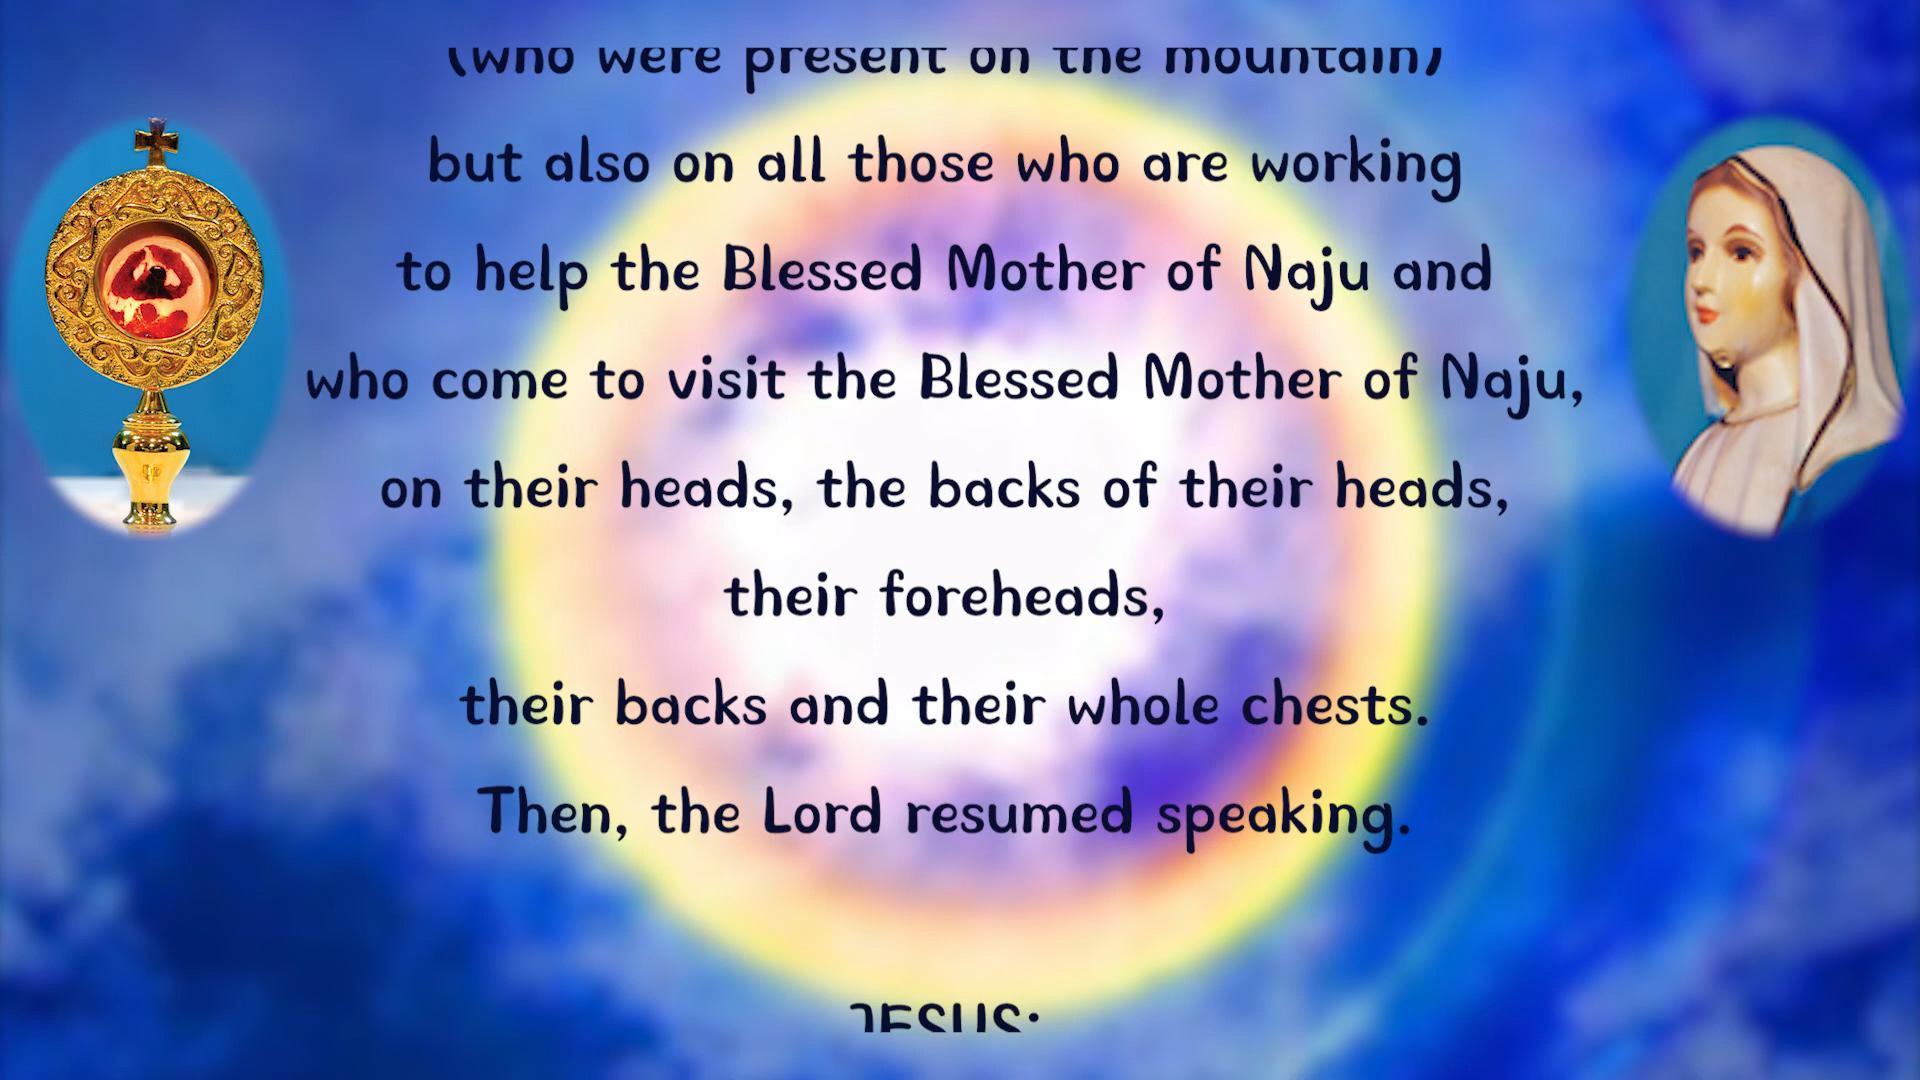 (who were present on the mountain)
but also on all those who are working
to help the Blessed Mother of Naju and
who come to visit the Blessed Mother of Naju,
on their heads, the backs of their heads,
their foreheads,
their backs and their whole chests.
Then, the Lord resumed speaking.
JESUS: